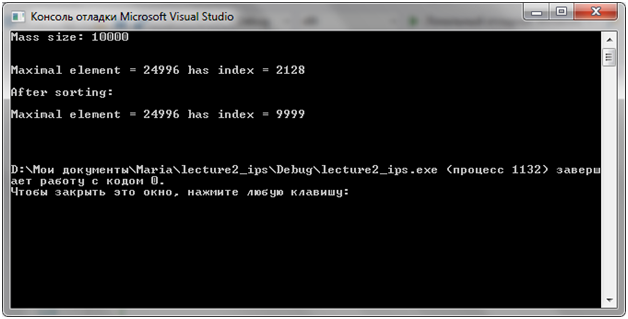 Консоль отладки Microsoft Visual Studio
Mass size: 10000
Maximal element = 24996 has index = 2128
After sorting:
Maximal element = 24996 has index = 9999
D:\Мои документы\Maria\lecture2_ips\Debug\lecture2_ips.exe (процесс 1132) заверш
ает работу с кодом 0.
Чтобы закрыть это окно, нажмите любую клавишу: